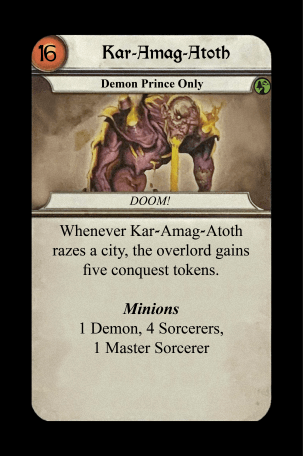 16
Kar-Amag-Atoth
Demon Prince Only
DOOM!
Whenever Kar-Amag-Atoth
razes a city, the overlord gains
five conquest tokens.
Minions
1 Demon, 4 Sorcerers,
1 Master Sorcerer